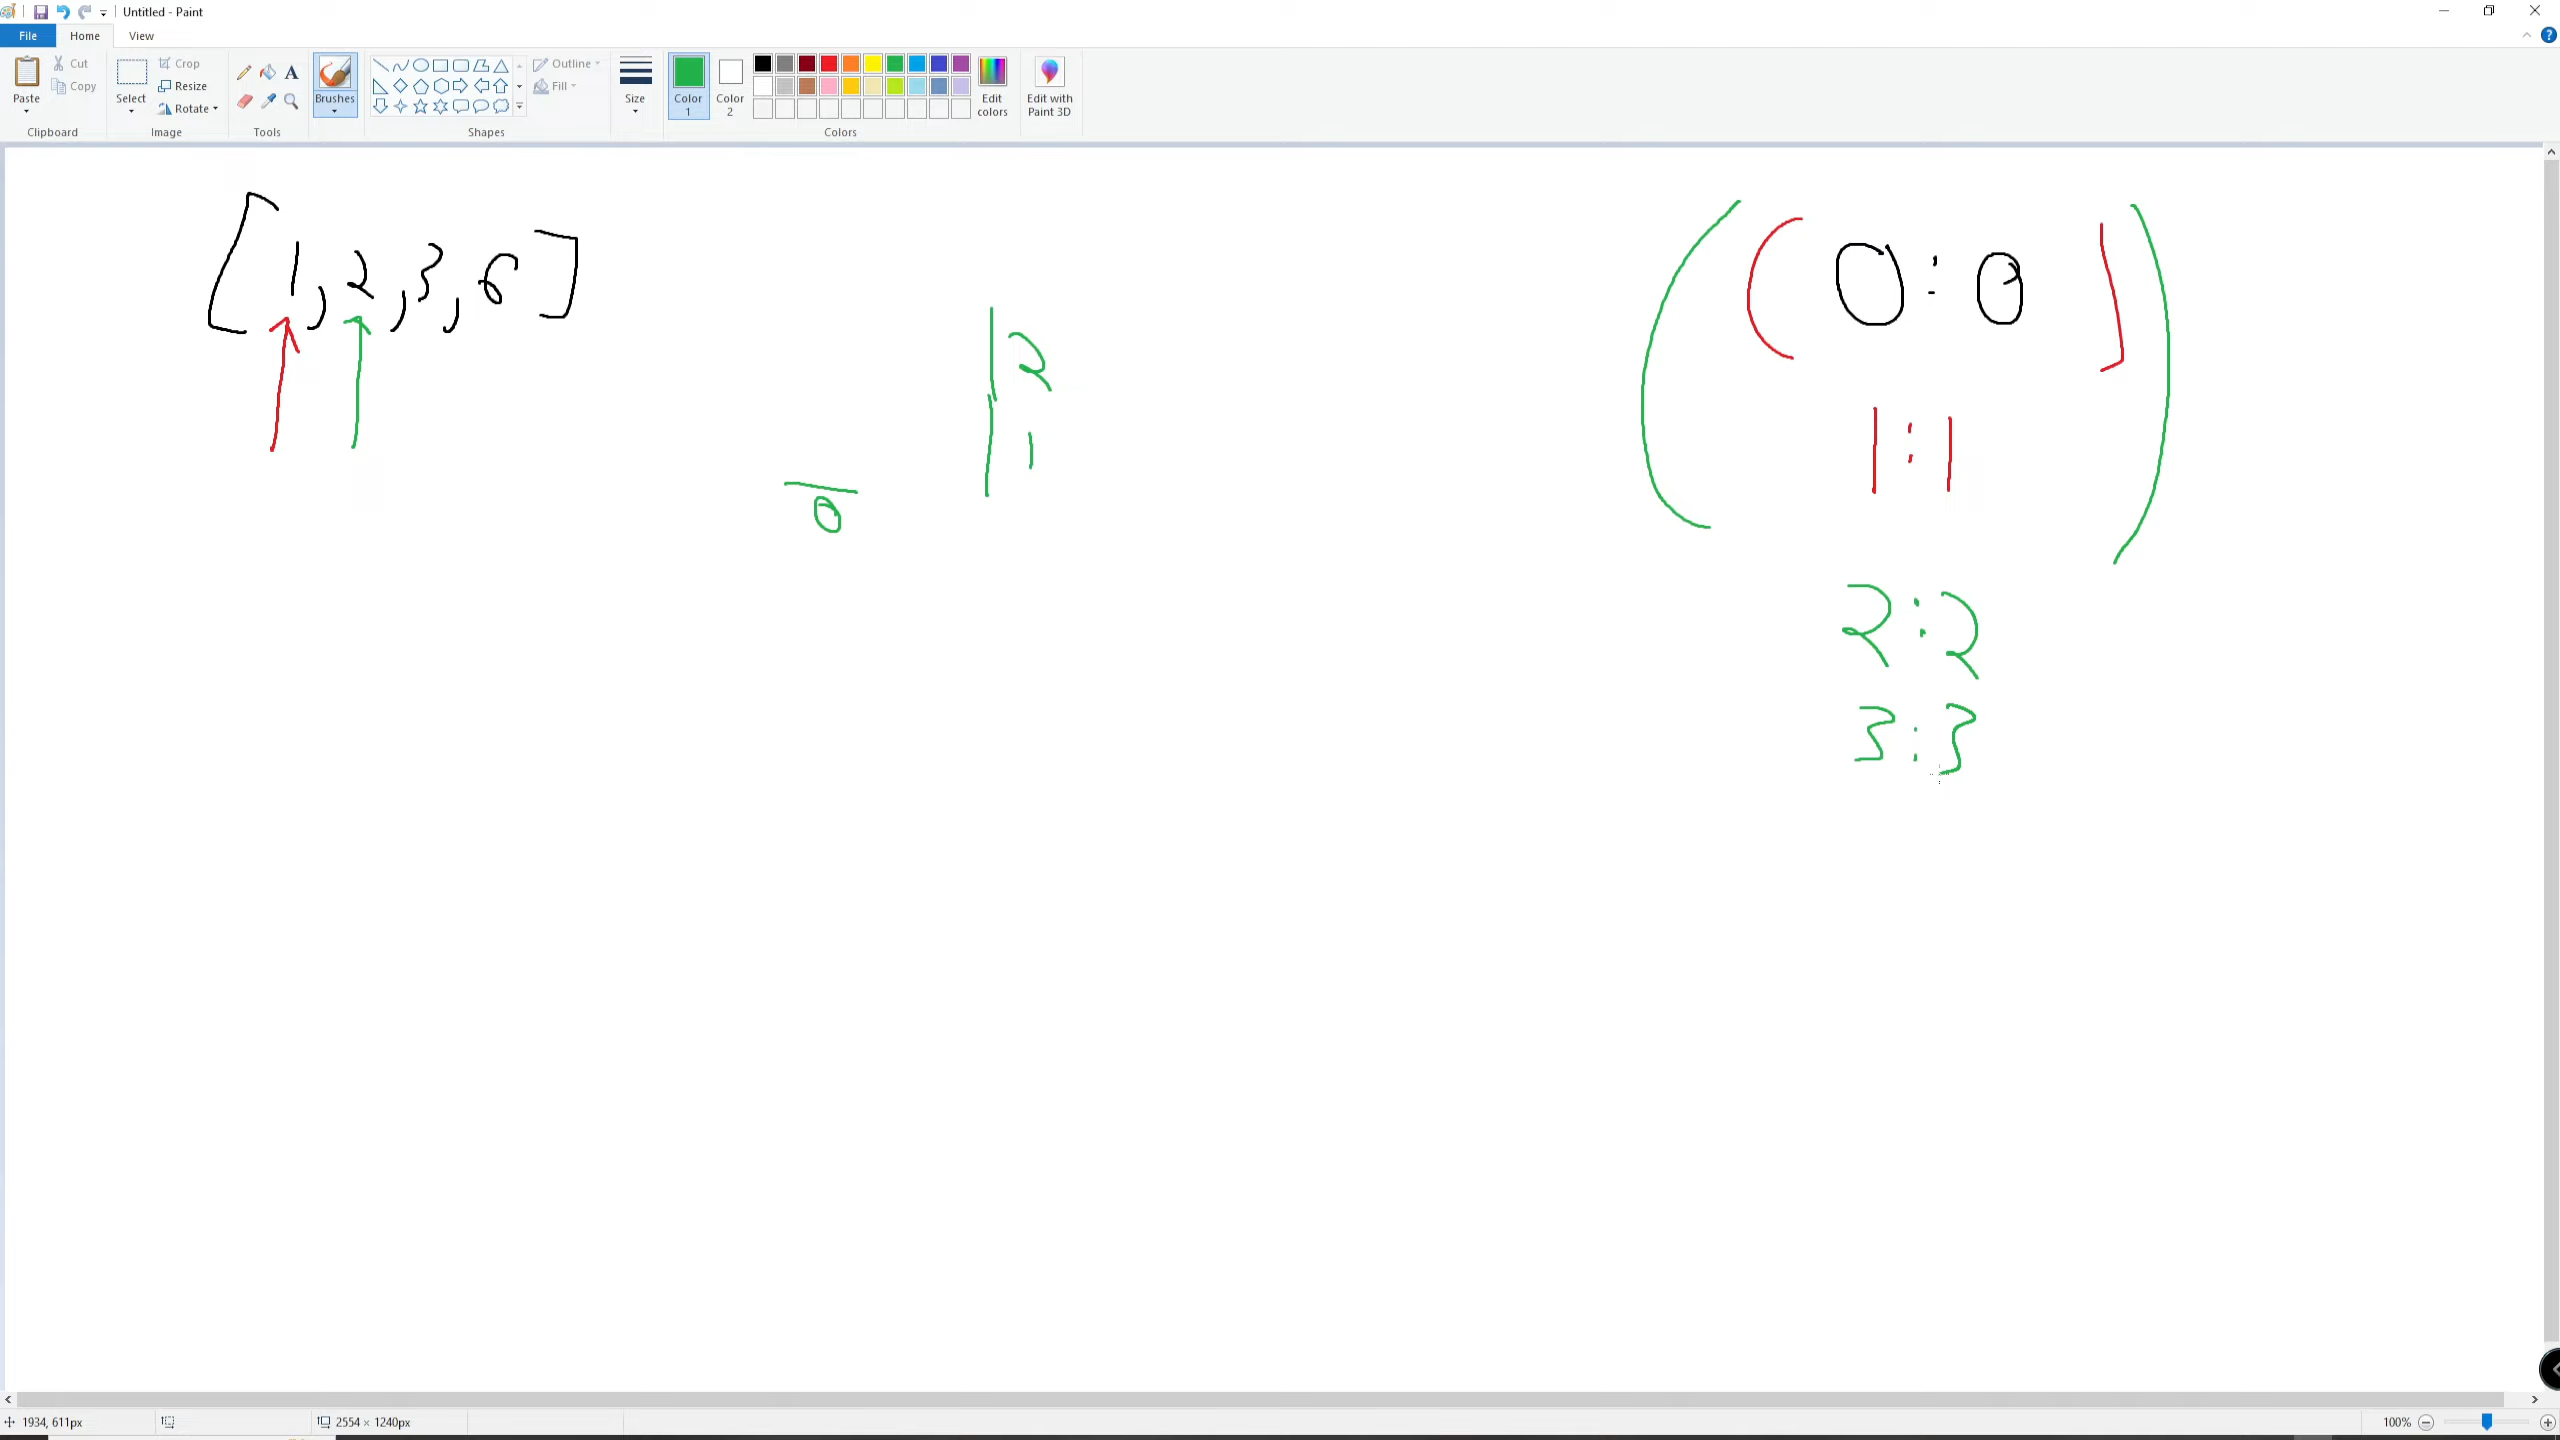 Untitled - Paint
File Home View
Paste
Cut
Copy
Clipboard
Select
Crop
Resize
Rotate
Image
Tools
Brushes
Shapes
Outline
Fill
Size
Color 1
Color 2
Edit colors
Edit with Paint 3D
Colors
[1, 2, 3, 6]
( ( 0 : 0 ] )
2
1
0
1 : 1
2 : 2
3 : 3
1934, 611px
2554 × 1240px
100%